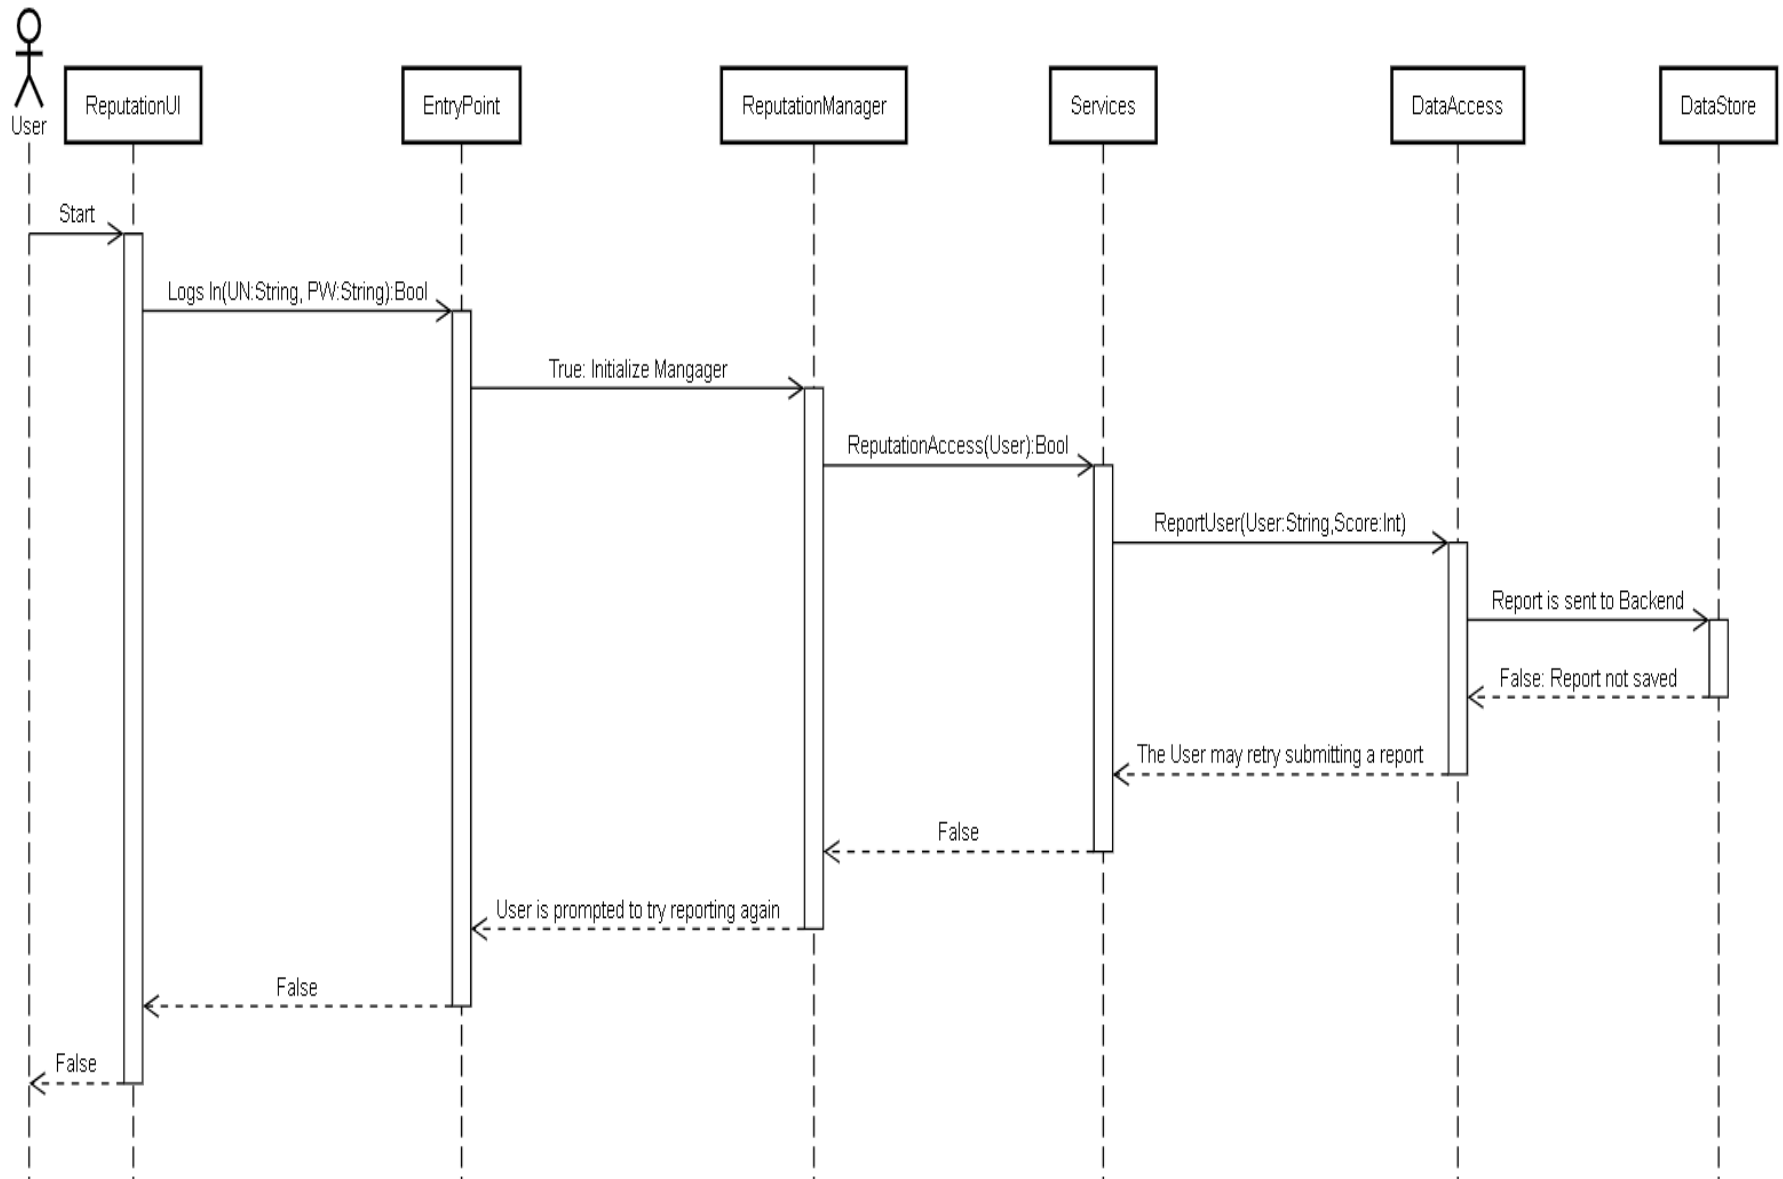 User
ReputationUI
EntryPoint
ReputationManager
Services
DataAccess
DataStore
Start
Logs In(UN:String, PW:String):Bool
True: Initialize Mangager
ReputationAccess(User):Bool
ReportUser(User:String,Score:Int)
Report is sent to Backend
False: Report not saved
The User may retry submitting a report
False
User is prompted to try reporting again
False
False